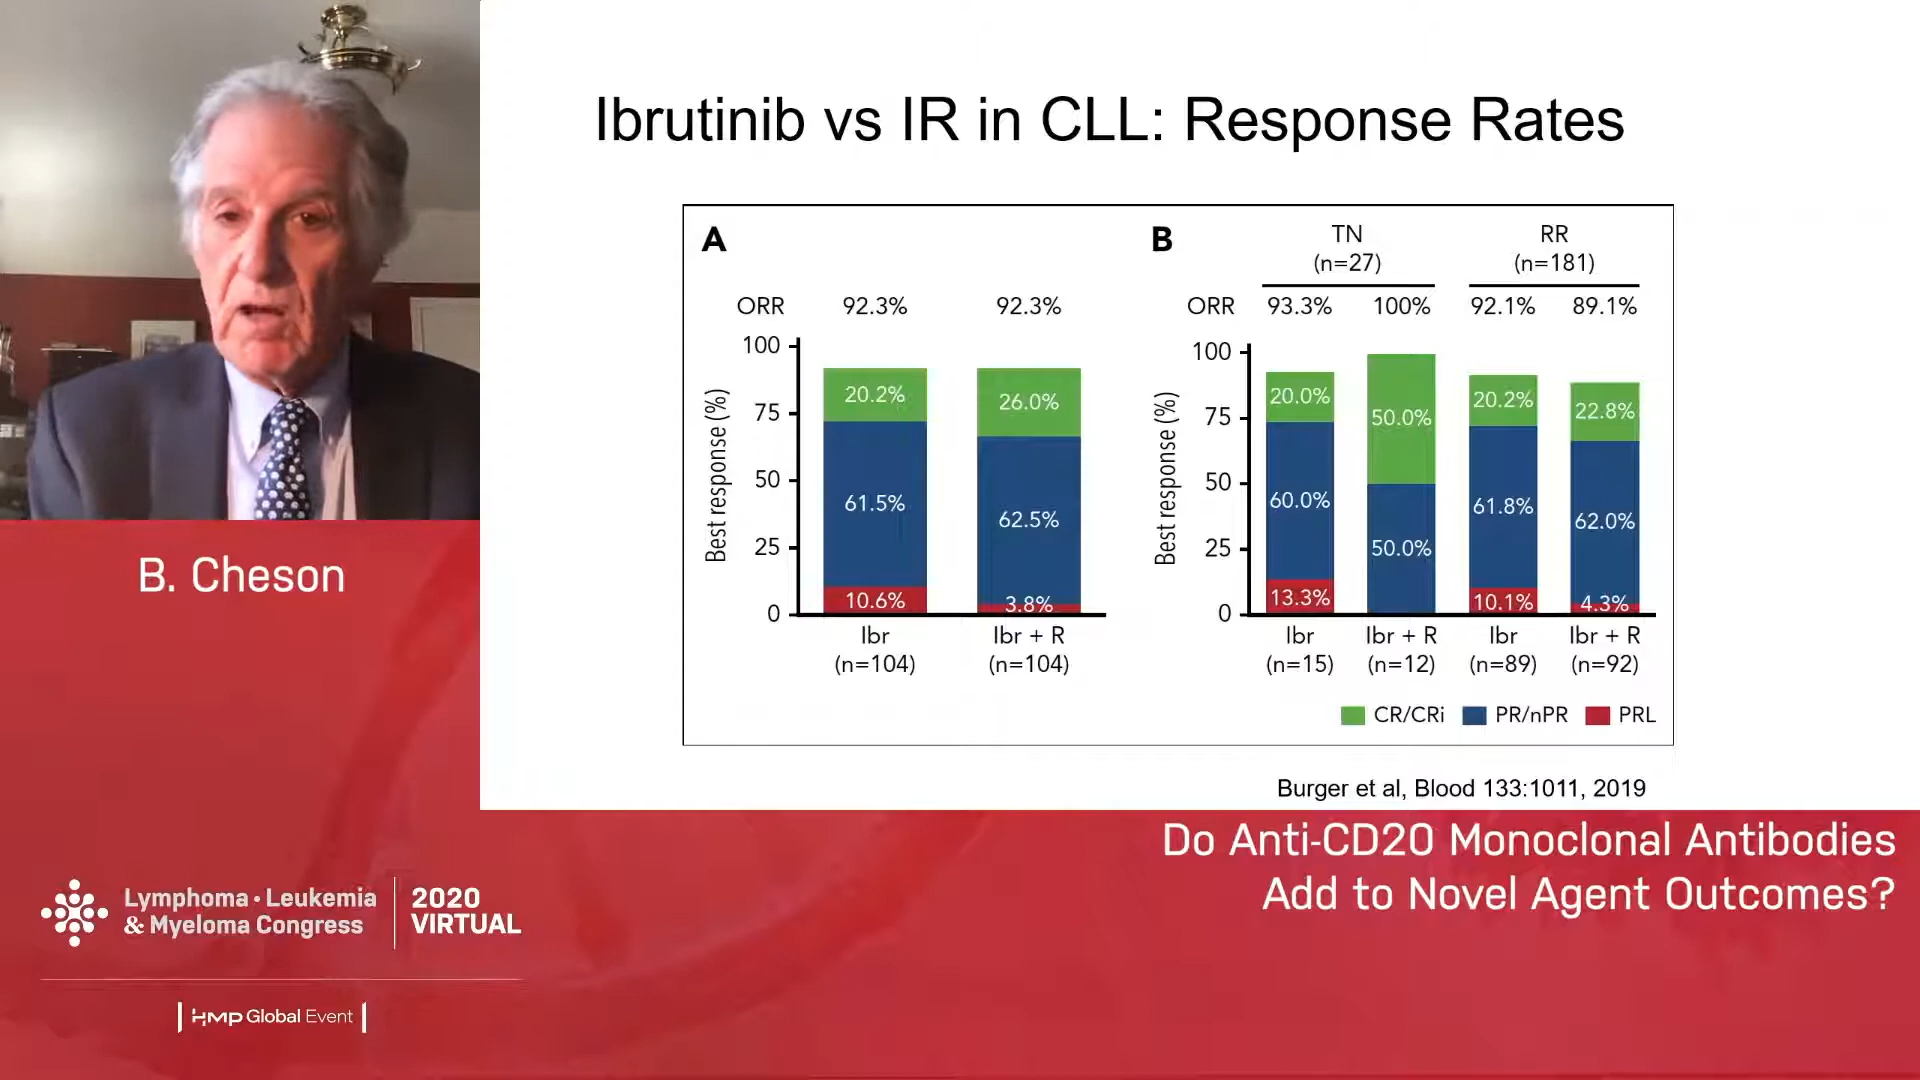 Ibrutinib vs IR in CLL: Response Rates
A
ORR 92.3% 92.3%
Best response (%)
100
75
50
25
0
20.2%
61.5%
10.6%
26.0%
62.5%
3.8%
Ibr Ibr + R
(n=104) (n=104)
B
TN RR
(n=27) (n=181)
ORR 93.3% 100% 92.1% 89.1%
Best response (%)
100
75
50
25
0
20.0%
60.0%
13.3%
50.0%
50.0%
20.2%
61.8%
10.1%
22.8%
62.0%
4.3%
Ibr Ibr + R Ibr Ibr + R
(n=15) (n=12) (n=89) (n=92)
CR/CRi PR/nPR PRL
Burger et al, Blood 133:1011, 2019
B. Cheson
Do Anti-CD20 Monoclonal Antibodies
Add to Novel Agent Outcomes?
Lymphoma • Leukemia
& Myeloma Congress
2020
VIRTUAL
HMP Global Event